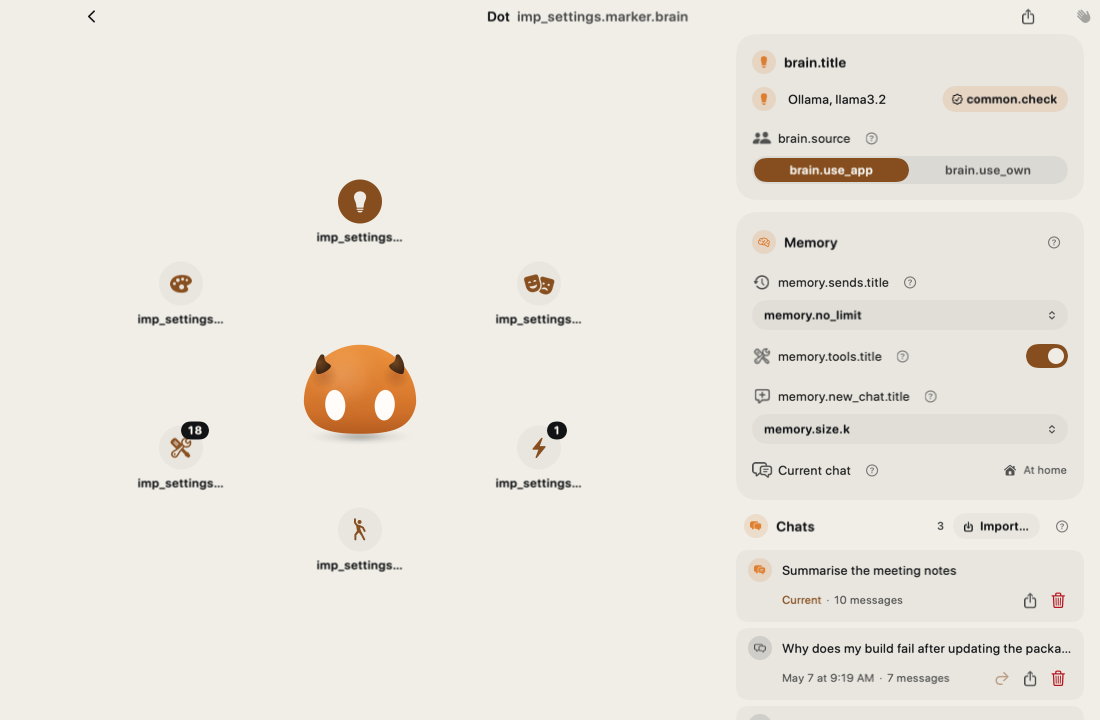 Dot imp_settings.marker.brain
imp_settings...
imp_settings...
imp_settings...
18
imp_settings...
1
imp_settings...
imp_settings...
brain.title
Ollama, llama3.2
common.check
brain.source
brain.use_app
brain.use_own
Memory
memory.sends.title
memory.no_limit
memory.tools.title
memory.new_chat.title
memory.size.k
Current chat
At home
Chats
3
Import...
Summarise the meeting notes
Current · 10 messages
Why does my build fail after updating the packa...
May 7 at 9:19 AM · 7 messages